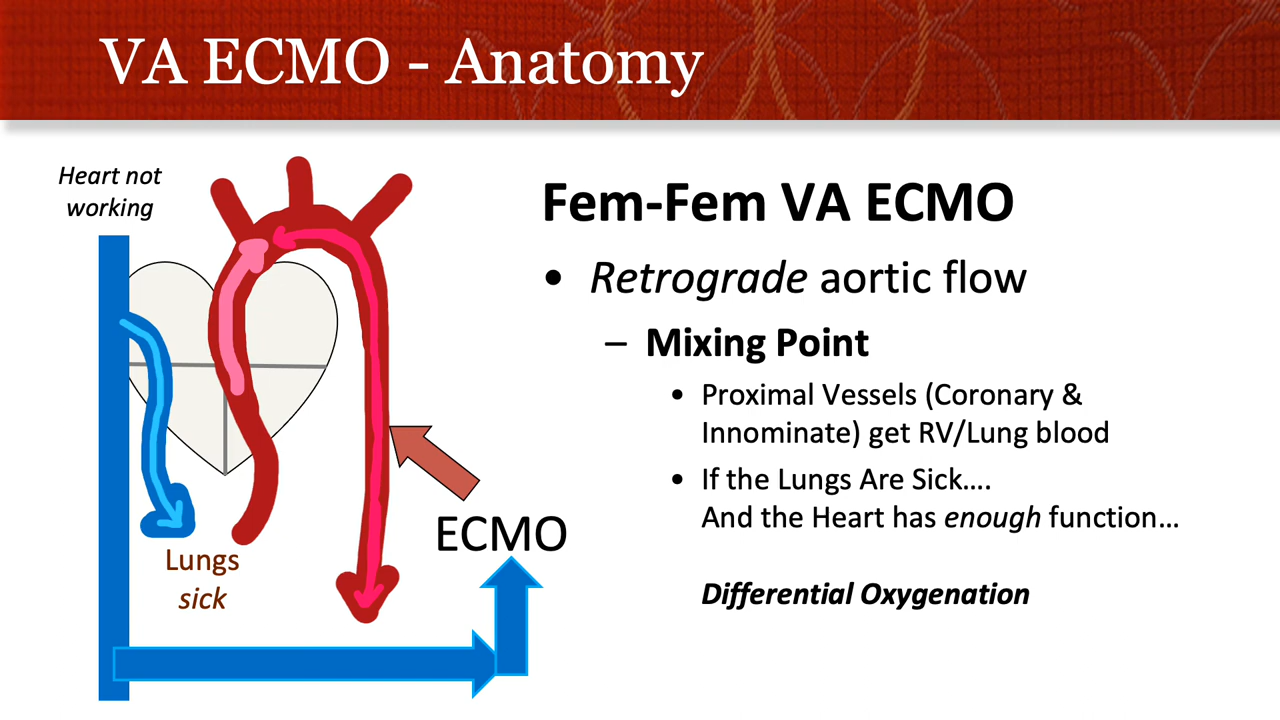 VA ECMO - Anatomy
Heart not
working
Fem-Fem VA ECMO
• Retrograde aortic flow
– Mixing Point
• Proximal Vessels (Coronary &
Innominate) get RV/Lung blood
• If the Lungs Are Sick....
And the Heart has enough function...
Differential Oxygenation
ECMO
Lungs
sick